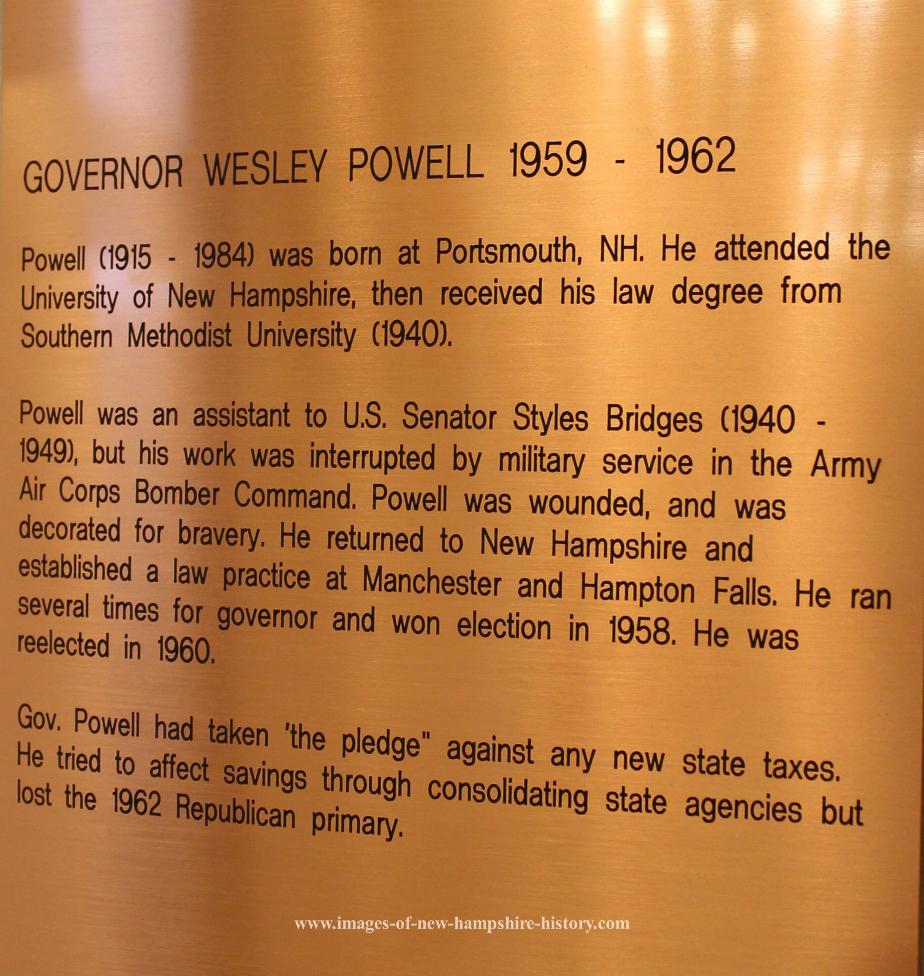 GOVERNOR WESLEY POWELL 1959 - 1962
Powell (1915 - 1984) was born at Portsmouth, NH. He attended the
University of New Hampshire, then received his law degree from
Southern Methodist University (1940).
Powell was an assistant to U.S. Senator Styles Bridges (1940 -
1949), but his work was interrupted by military service in the Army
Air Corps Bomber Command. Powell was wounded, and was
decorated for bravery. He returned to New Hampshire and
established a law practice at Manchester and Hampton Falls. He ran
several times for governor and won election in 1958. He was
reelected in 1960.
Gov. Powell had taken 'the pledge" against any new state taxes.
He tried to affect savings through consolidating state agencies but
lost the 1962 Republican primary.
www.images-of-new-hampshire-history.com